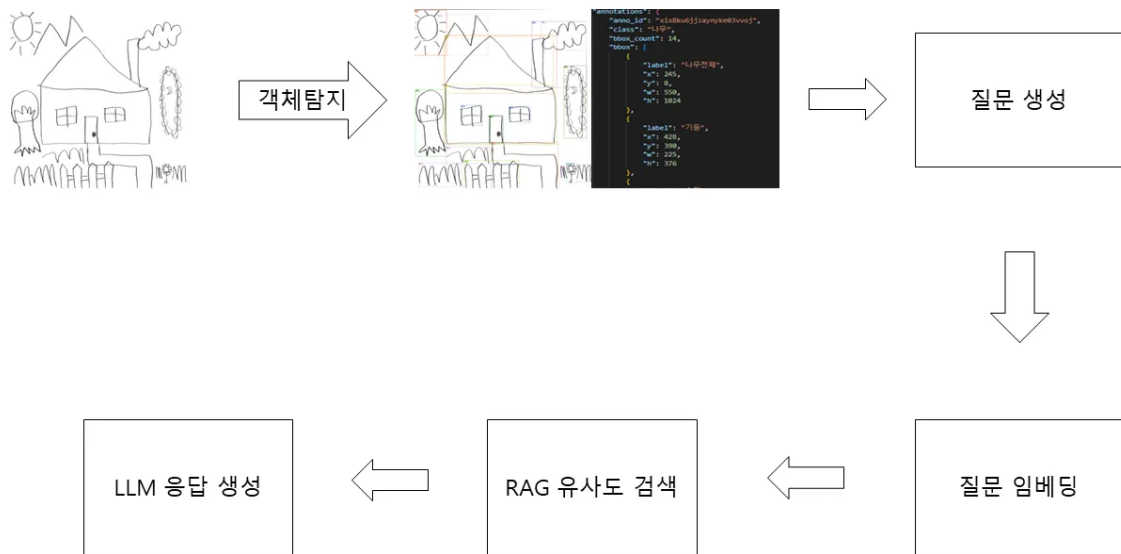 객체탐지
"annotations": {
"anno_id": "xix8ku6jjzaynyke03vvoj",
"class": "나무",
"bbox_count": 14,
"bbox": [
{
"label": "나무전체",
"x": 245,
"y": 8,
"w": 550,
"h": 1024
},
{
"label": "기둥",
"x": 428,
"y": 390,
"w": 225,
"h": 376
},
{
질문 생성
LLM 응답 생성
RAG 유사도 검색
질문 임베딩